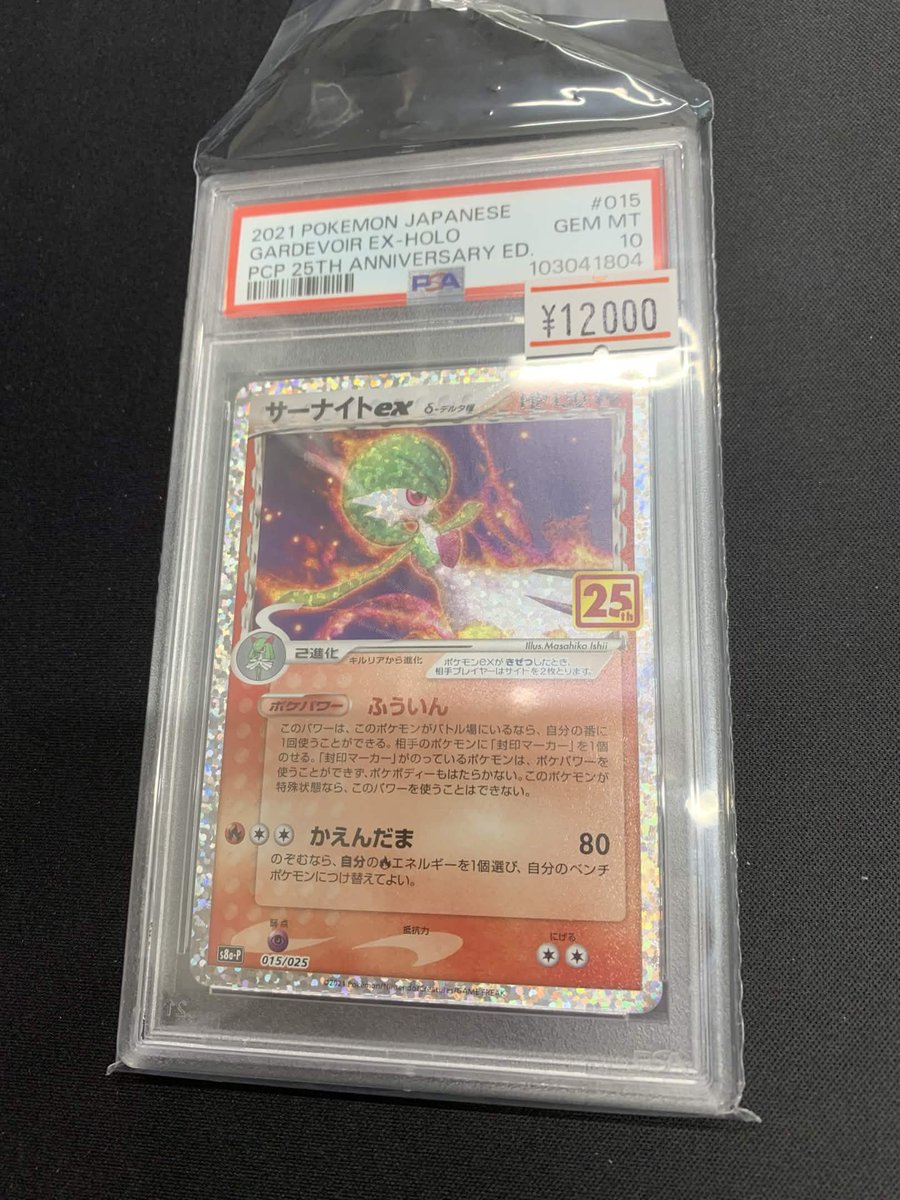 2021 POKEMON JAPANESE #015
GARDEVOIR EX-HOLO GEM MT
PCP 25TH ANNIVERSARY ED. 10
103041804
PSA
¥12000
サーナイトex δ-デルタ種
25th
Illus.Masahiko Ishii
2進化 キルリアから進化
ポケモンexがきぜつしたとき、
相手プレイヤーはサイドを2枚とります。
ポケパワー ふういん
このパワーは、このポケモンがバトル場にいるなら、自分の番に
1回使うことができる。相手のポケモンに「封印マーカー」を1個
のせる。「封印マーカー」がのっているポケモンは、ポケパワーを
使うことができず、ポケボディーもはたらかない。このポケモンが
特殊状態なら、このパワーを使うことはできない。
かえんだま 80
のぞむなら、自分のエネルギーを1個選び、自分のベンチ
ポケモンにつけ替えてよい。
弱点 抵抗力 にげる
s8a-P 015/025
©2021 Pokémon/Nintendo/Creatures/GAME FREAK